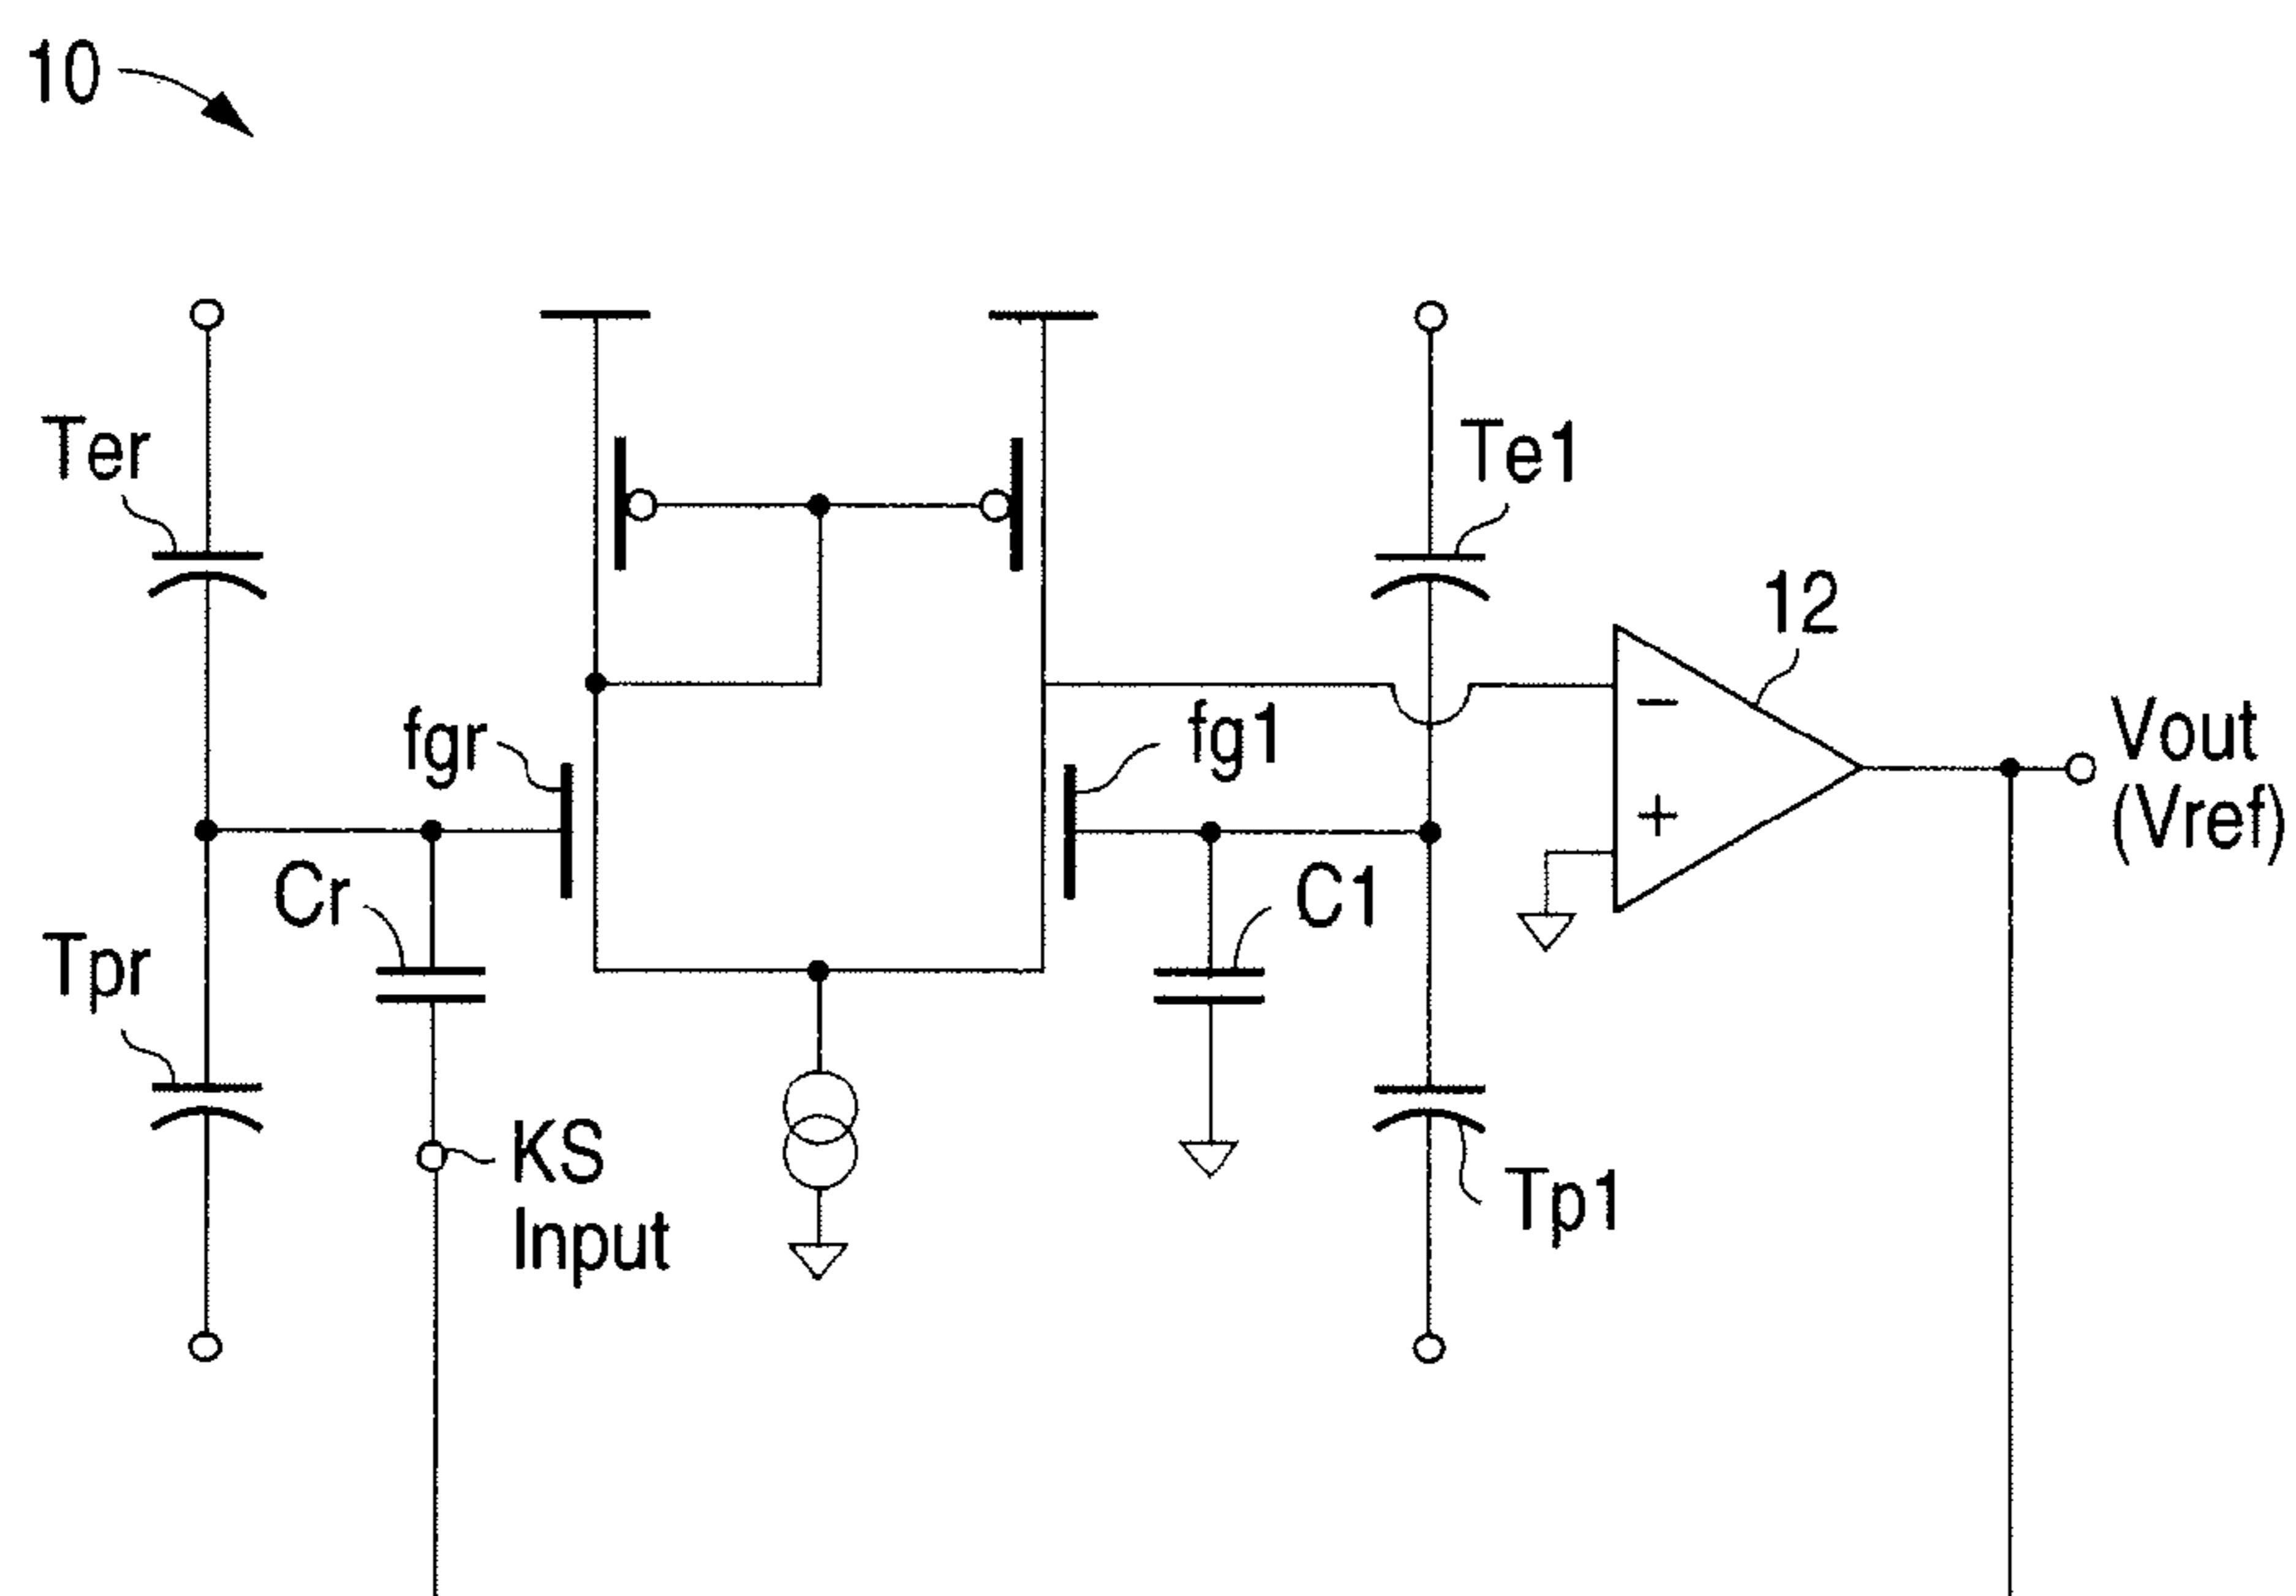 10
Ter
Te1
12
fgr
fg1
−
+
Vout
(Vref)
Cr
C1
Tpr
KS
Input
Tp1